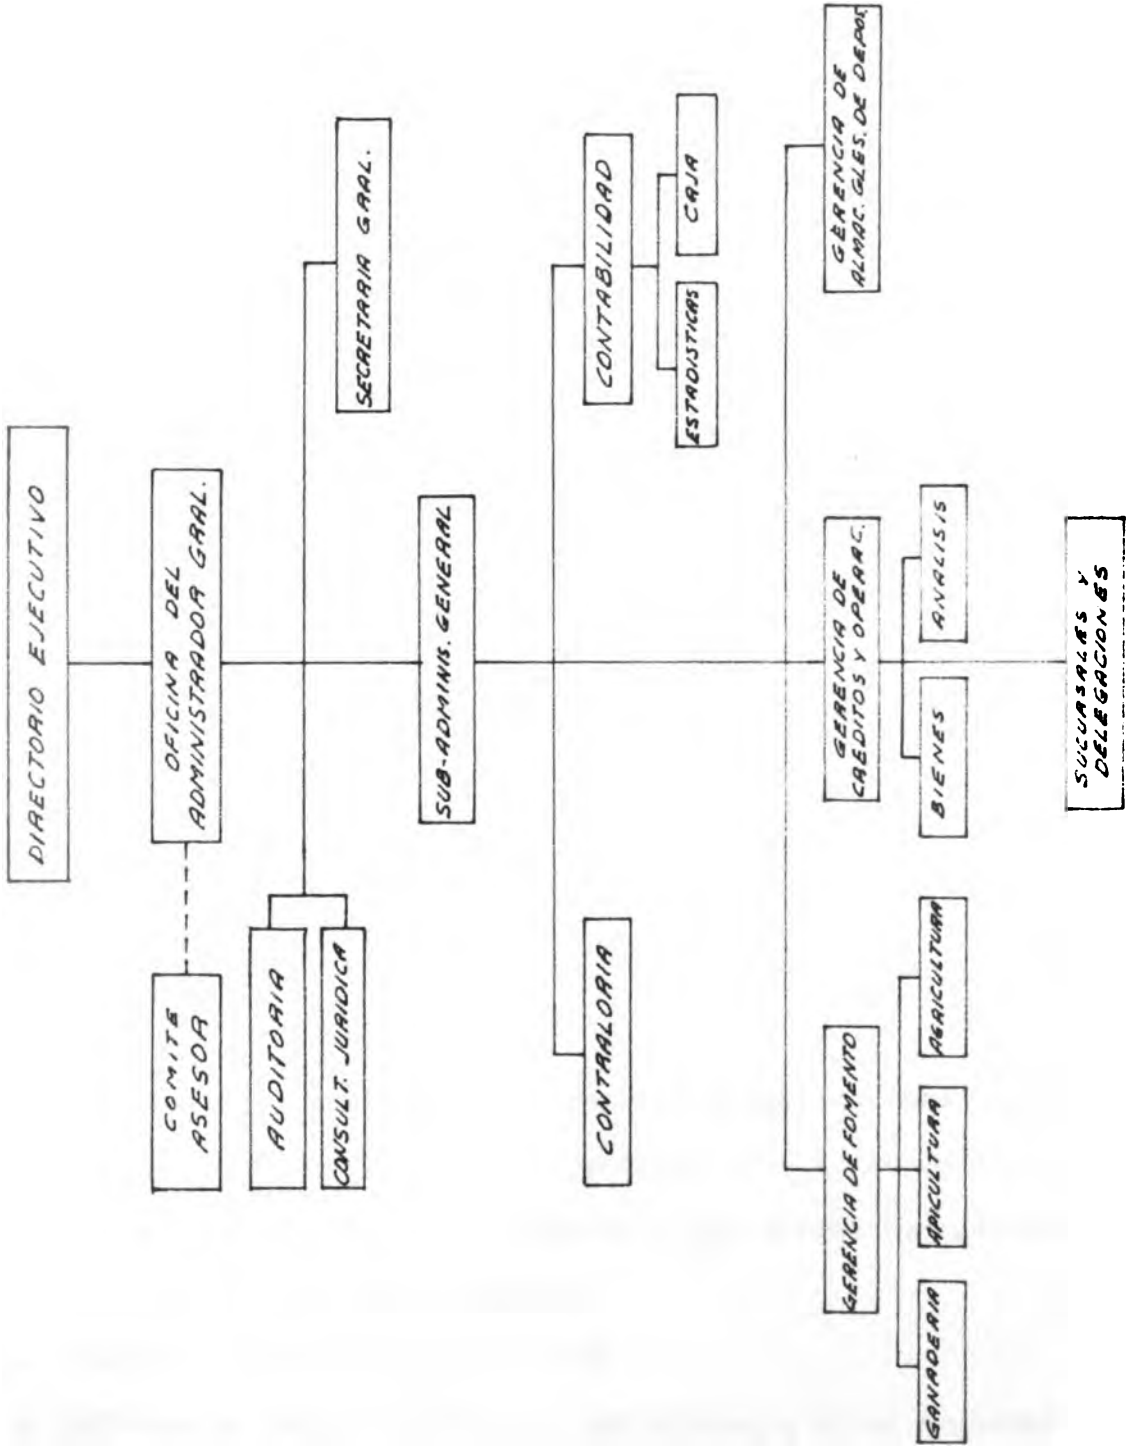 DIRECTORIO EJECUTIVO
OFICINA DEL
ADMINISTRADOR GRAL.
COMITE
ASESOR
AUDITORIA
CONSULT. JURIDICA
SECRETARIA GRAL.
SUB-ADMINIS. GENERAL
CONTRALORIA
CONTABILIDAD
ESTADISTICAS
CAJA
GERENCIA DE FOMENTO
GERENCIA DE
CREDITOS Y OPERAC.
GERENCIA DE
ALMAC. GLES. DE DEPOS.
GANADERIA
APICULTURA
AGRICULTURA
BIENES
ANALISIS
SUCURSALES Y
DELEGACIONES